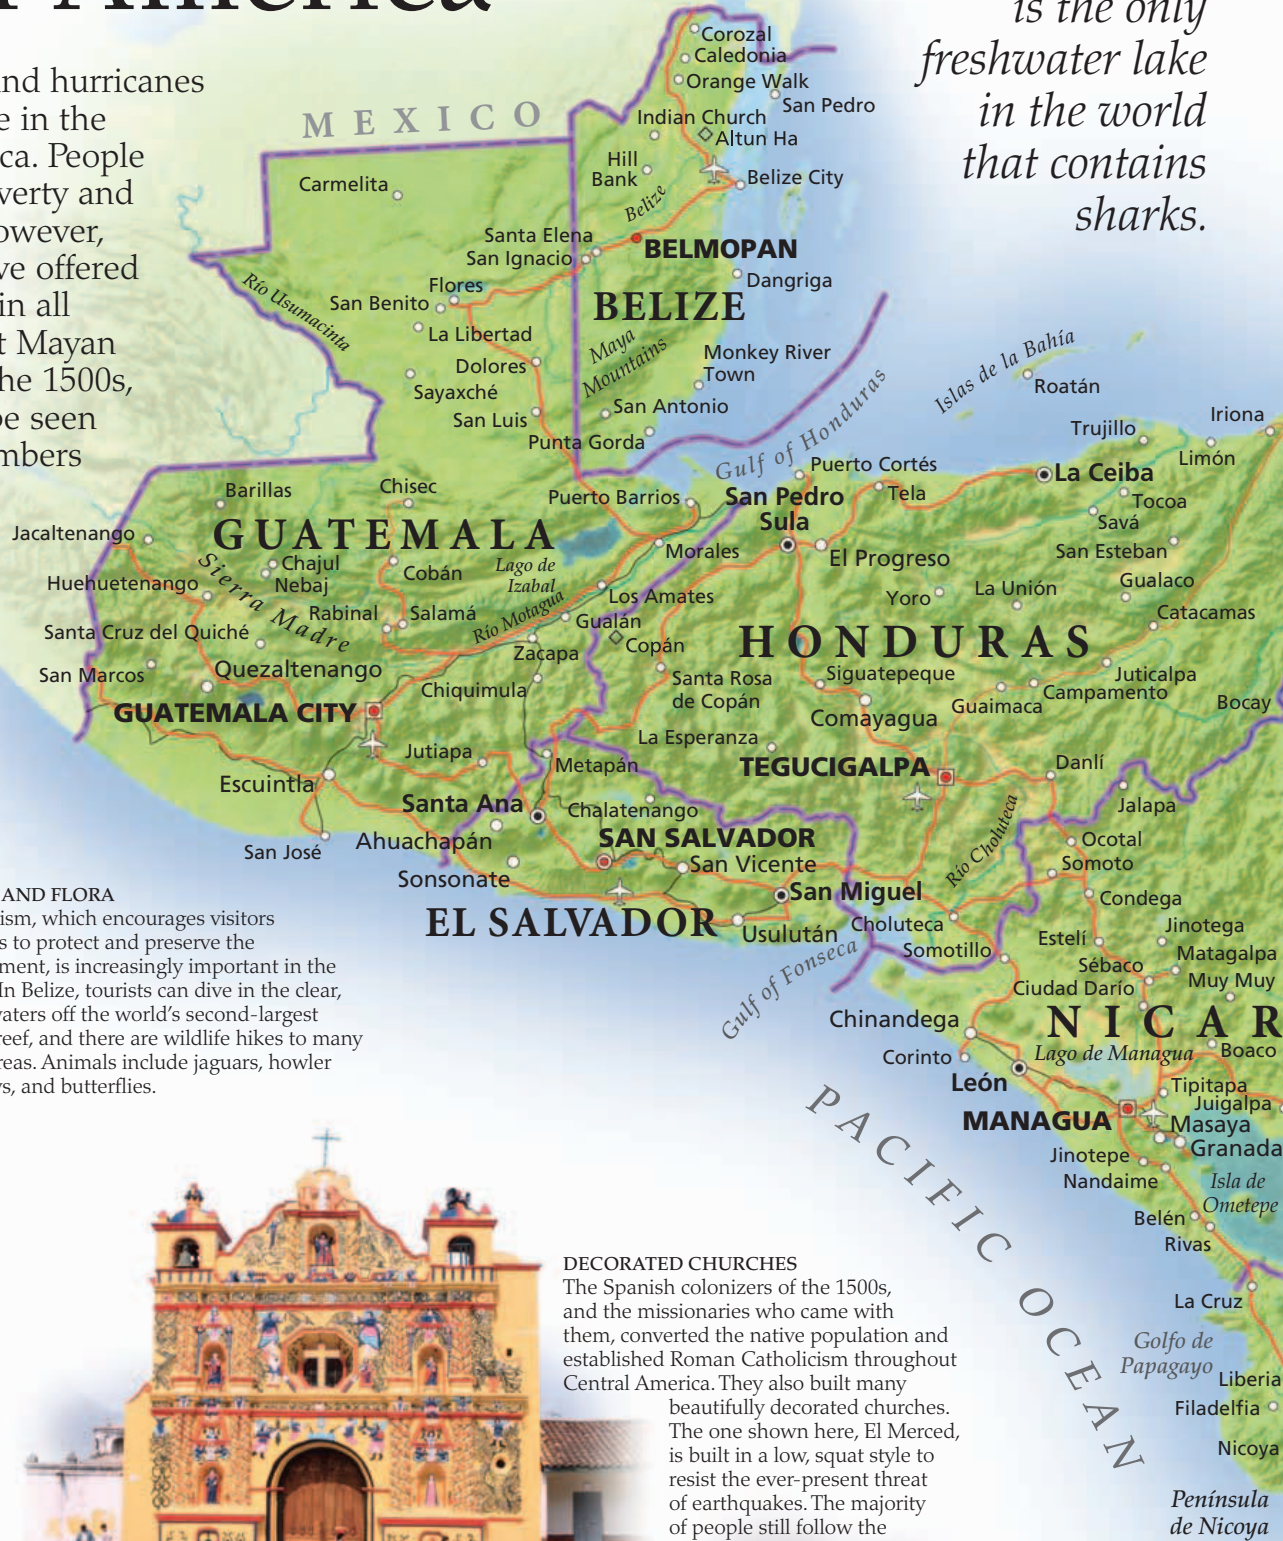 l America
nd hurricanes
e in the
ca. People
verty and
owever,
ve offered
in all
t Mayan
he 1500s,
be seen
mbers
is the only
freshwater lake
in the world
that contains
sharks.
MEXICO
Corozal
Caledonia
Orange Walk
San Pedro
Indian Church
Altun Ha
Hill
Bank
Belize City
Belize
Carmelita
Santa Elena
San Ignacio
BELMOPAN
Dangriga
BELIZE
Flores
San Benito
Río Usumacinta
La Libertad
Maya
Mountains
Monkey River
Town
Dolores
Sayaxché
San Luis
San Antonio
Punta Gorda
Gulf of Honduras
Islas de la Bahía
Roatán
Trujillo
Iriona
Limón
Puerto Cortés
La Ceiba
Tela
Tocoa
Savá
San Esteban
Barillas
Chisec
Puerto Barrios
San Pedro
Sula
El Progreso
Jacaltenango
GUATEMALA
Morales
Chajul
Nebaj
Cobán
Lago de
Izabal
Huehuetenango
Sierra Madre
Los Amates
Yoro
La Unión
Gualaco
Rabinal
Salamá
Río Motagua
Gualán
Catacamas
Santa Cruz del Quiché
Copán
HONDURAS
Zacapa
San Marcos
Quezaltenango
Santa Rosa
de Copán
Siguatepeque
Juticalpa
Chiquimula
Campamento
Guaimaca
Bocay
GUATEMALA CITY
Comayagua
La Esperanza
Jutiapa
Metapán
TEGUCIGALPA
Danlí
Escuintla
Santa Ana
Chalatenango
Jalapa
Río Choluteca
Ahuachapán
SAN SALVADOR
Ocotal
San José
San Vicente
Somoto
Sonsonate
San Miguel
Condega
EL SALVADOR
Usulután
Choluteca
Jinotega
Somotillo
Estelí
Matagalpa
Gulf of Fonseca
Sébaco
Muy Muy
Ciudad Darío
Chinandega
NICAR
Corinto
Lago de Managua
Boaco
León
Tipitapa
Juigalpa
MANAGUA
Masaya
Granada
Jinotepe
Nandaime
Isla de
Ometepe
Belén
Rivas
La Cruz
PACIFIC OCEAN
Golfo de
Papagayo
Liberia
Filadelfia
Nicoya
Península
de Nicoya
AND FLORA
ism, which encourages visitors
s to protect and preserve the
ment, is increasingly important in the
In Belize, tourists can dive in the clear,
vaters off the world's second-largest
reef, and there are wildlife hikes to many
reas. Animals include jaguars, howler
ys, and butterflies.
DECORATED CHURCHES
The Spanish colonizers of the 1500s,
and the missionaries who came with
them, converted the native population and
established Roman Catholicism throughout
Central America. They also built many
beautifully decorated churches.
The one shown here, El Merced,
is built in a low, squat style to
resist the ever-present threat
of earthquakes. The majority
of people still follow the